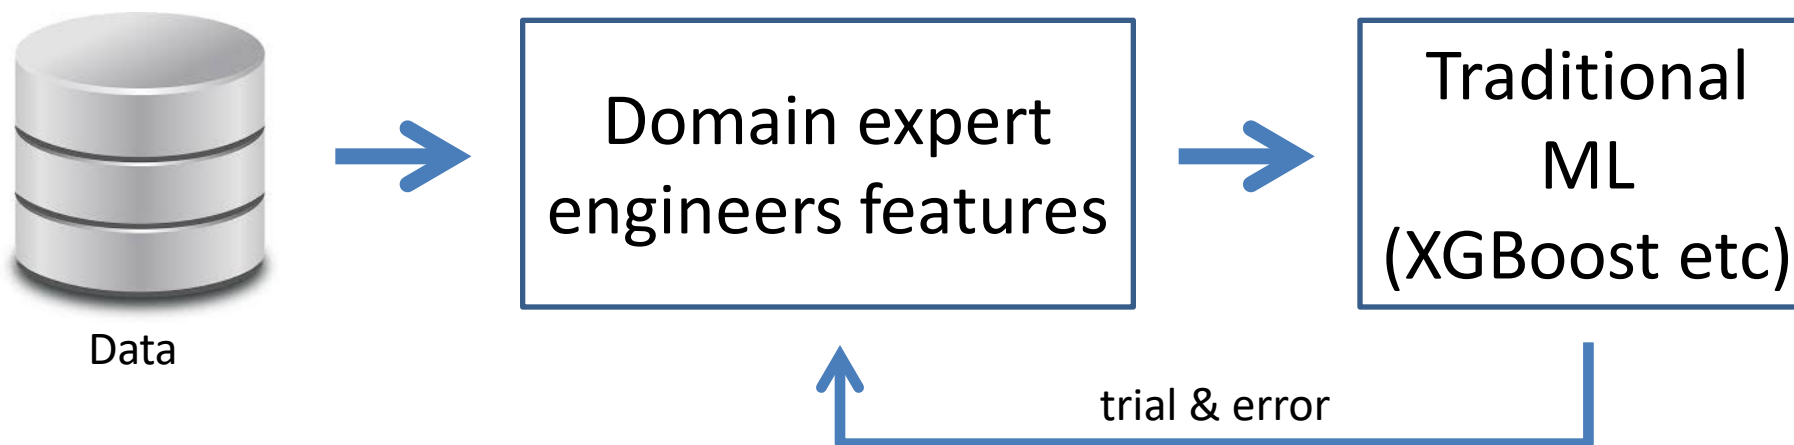 Data
Domain expert
engineers features
Traditional
ML
(XGBoost etc)
trial & error